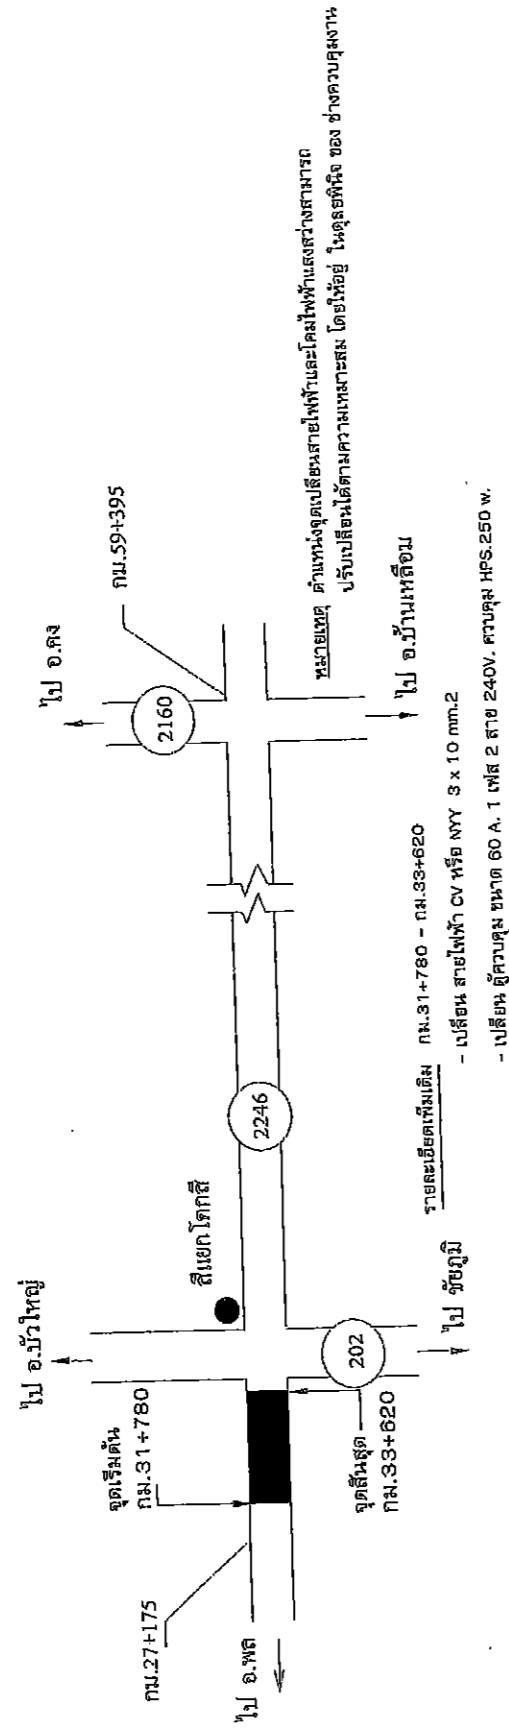 ไป อ.บัวใหญ่
ไป อ.คง
กม.59+395
2160
สี่แยกโคกสี
จุดเริ่มต้น
กม.31+780
กม.27+175
2246
ไป อ.พล
202
จุดสิ้นสุด
กม.33+620
ไป ชัยภูมิ
ไป อ.บ้านเหลื่อม
หมายเหตุ ตำแหน่งจุดเปลี่ยนสายไฟฟ้าและโคมไฟฟ้าแสงสว่างสามารถ
ปรับเปลี่ยนได้ตามความเหมาะสม โดยให้อยู่ ในดุลยพินิจ ของ ช่างควบคุมงาน
รายละเอียดเพิ่มเติม กม.31+780 - กม.33+620
- เปลี่ยน สายไฟฟ้า CV หรือ NYY 3 x 10 mm.2
- เปลี่ยน ตู้ควบคุม ขนาด 60 A. 1 เฟส 2 สาย 240V. ควบคุม HPS.250 w.